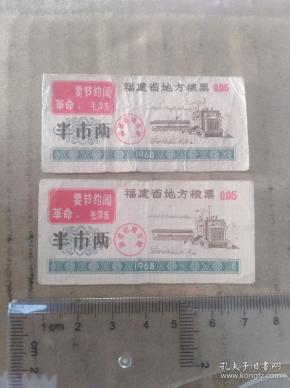 要节约闹
革命。 毛泽东
福建省地方粮票 0.05
半市两
1968
要节约闹
革命。 毛泽东
福建省地方粮票 0.05
半市两
1968
1cm 2 3 4 5 6 7 8
孔夫子旧书网